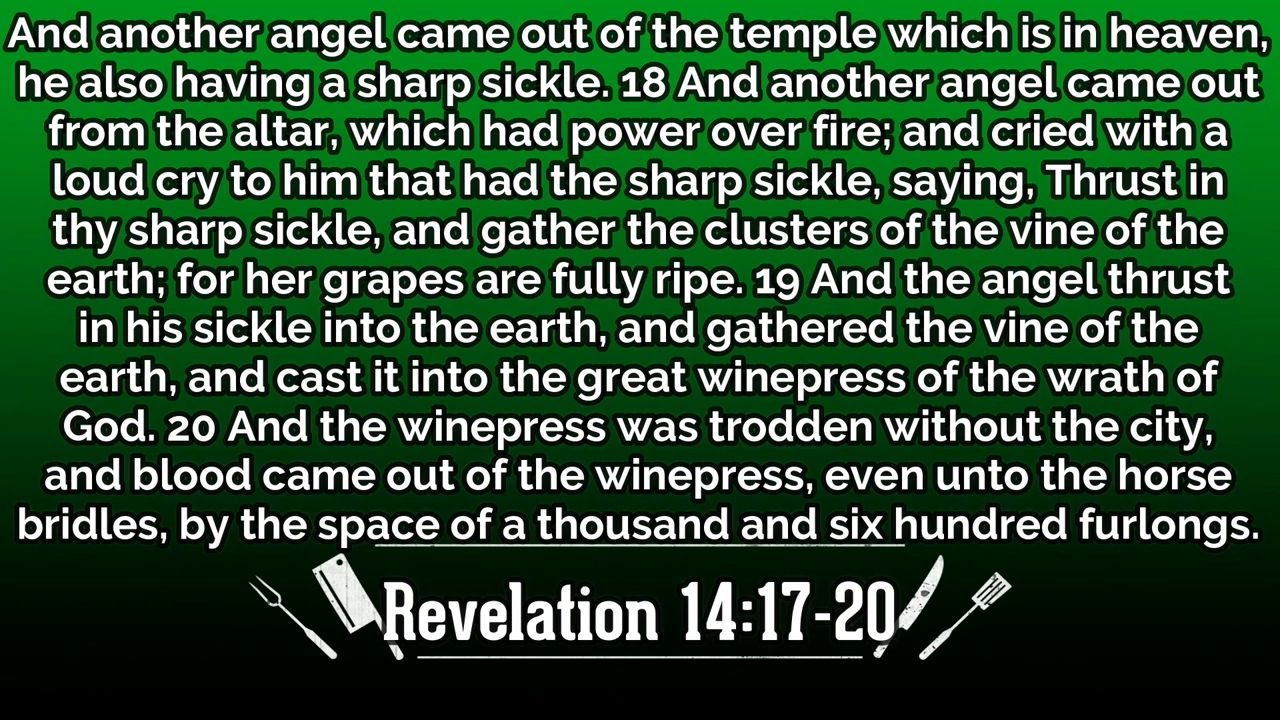 And another angel came out of the temple which is in heaven,
he also having a sharp sickle. 18 And another angel came out
from the altar, which had power over fire; and cried with a
loud cry to him that had the sharp sickle, saying, Thrust in
thy sharp sickle, and gather the clusters of the vine of the
earth; for her grapes are fully ripe. 19 And the angel thrust
in his sickle into the earth, and gathered the vine of the
earth, and cast it into the great winepress of the wrath of
God. 20 And the winepress was trodden without the city,
and blood came out of the winepress, even unto the horse
bridles, by the space of a thousand and six hundred furlongs.
Revelation 14:17-20